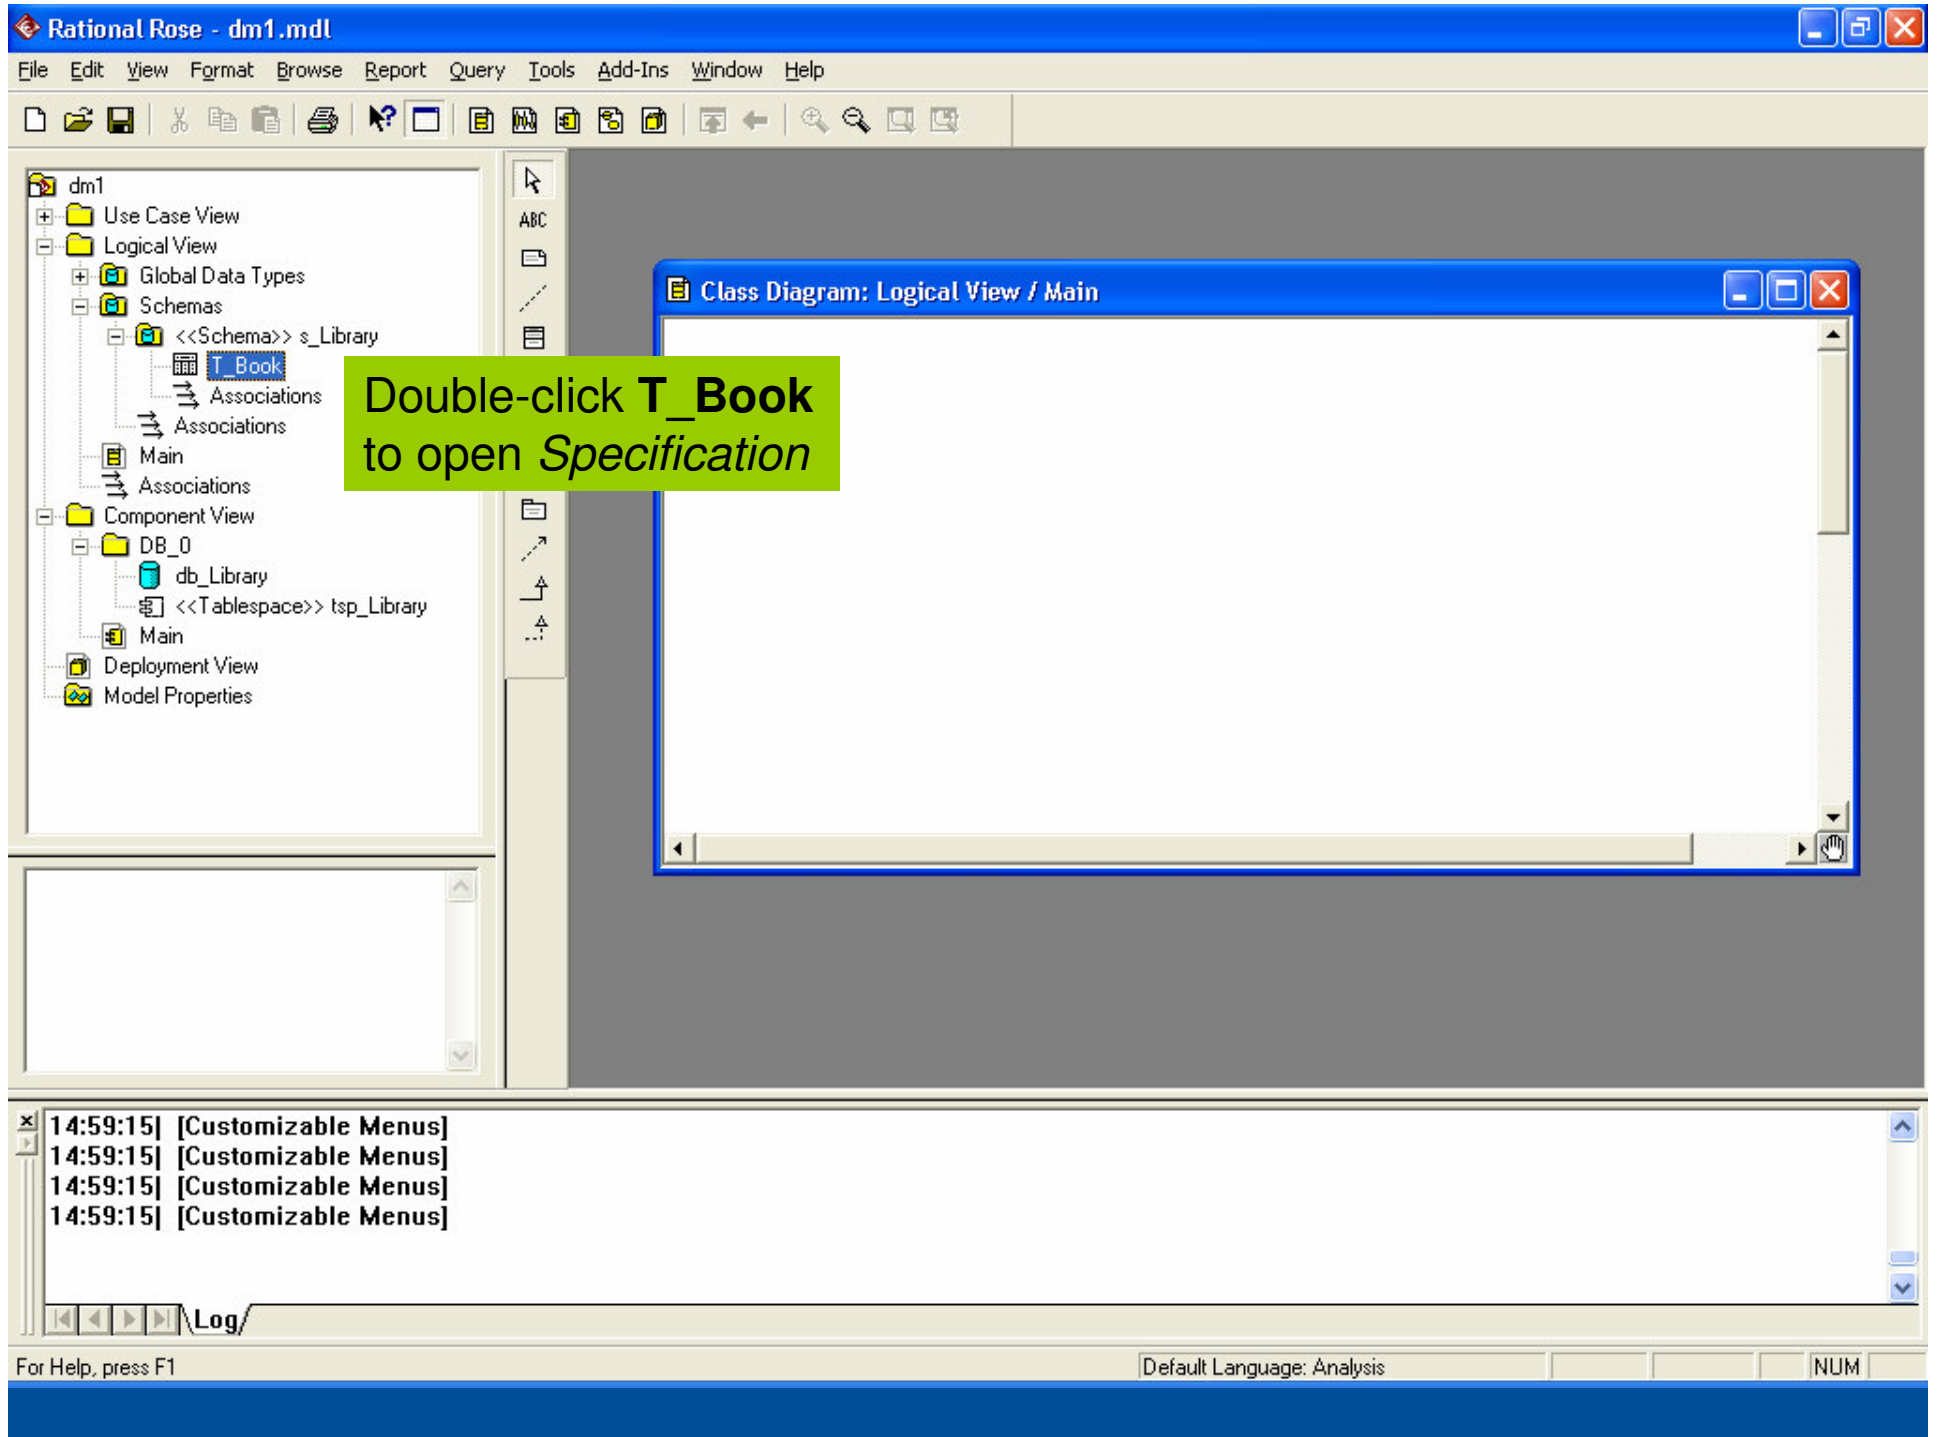 Rational Rose - dm1.mdl
File Edit View Format Browse Report Query Tools Add-Ins Window Help
dm1
Use Case View
Logical View
Global Data Types
Schemas
<<Schema>> s_Library
T_Book
Associations
Associations
Main
Associations
Component View
DB_0
db_Library
<<Tablespace>> tsp_Library
Main
Deployment View
Model Properties
ABC
Class Diagram: Logical View / Main
Double-click T_Book
to open Specification
14:59:15| [Customizable Menus]
14:59:15| [Customizable Menus]
14:59:15| [Customizable Menus]
14:59:15| [Customizable Menus]
Log
For Help, press F1
Default Language: Analysis
NUM